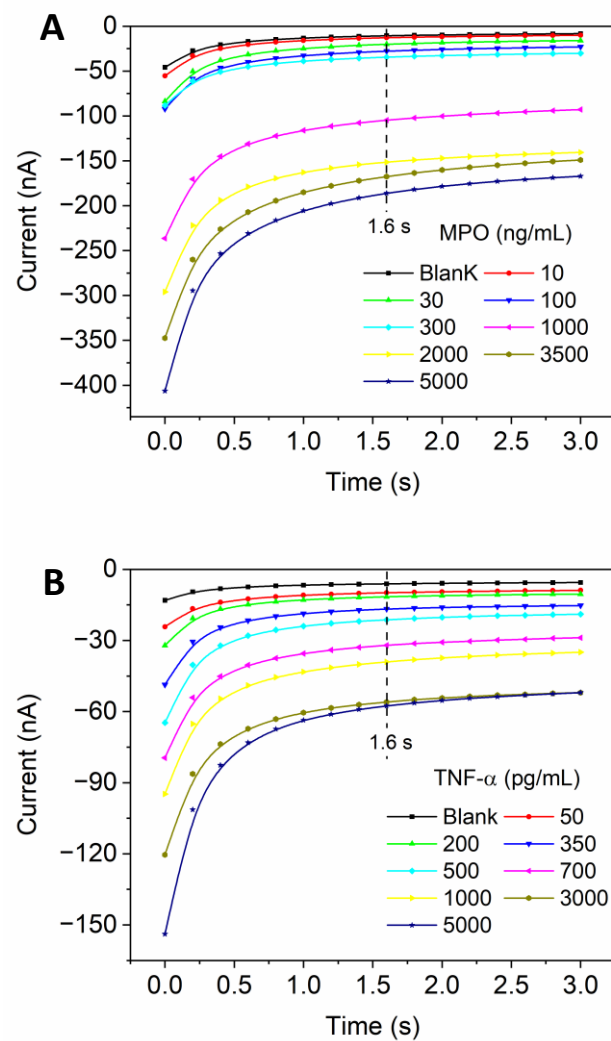 A
0
−50
−100
−150
−200
−250
−300
−350
−400
Current (nA)
1.6 s
MPO (ng/mL)
BlanK 10
30 100
300 1000
2000 3500
5000
0.0 0.5 1.0 1.5 2.0 2.5 3.0
Time (s)
B
0
−30
−60
−90
−120
−150
Current (nA)
1.6 s
TNF-α (pg/mL)
Blank 50
200 350
500 700
1000 3000
5000
0.0 0.5 1.0 1.5 2.0 2.5 3.0
Time (s)